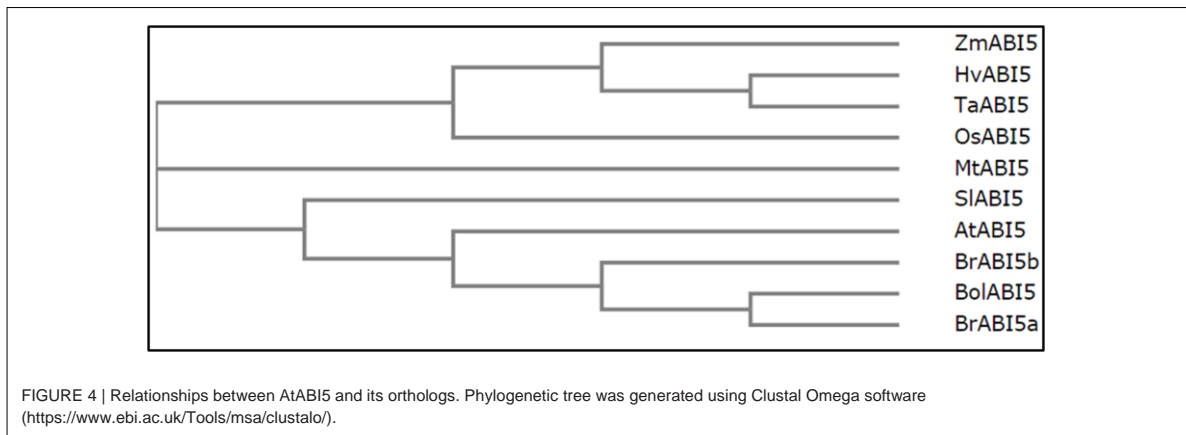 ZmABI5
HvABI5
TaABI5
OsABI5
MtABI5
SlABI5
AtABI5
BrABI5b
BolABI5
BrABI5a
FIGURE 4 | Relationships between AtABI5 and its orthologs. Phylogenetic tree was generated using Clustal Omega software
(https://www.ebi.ac.uk/Tools/msa/clustalo/).